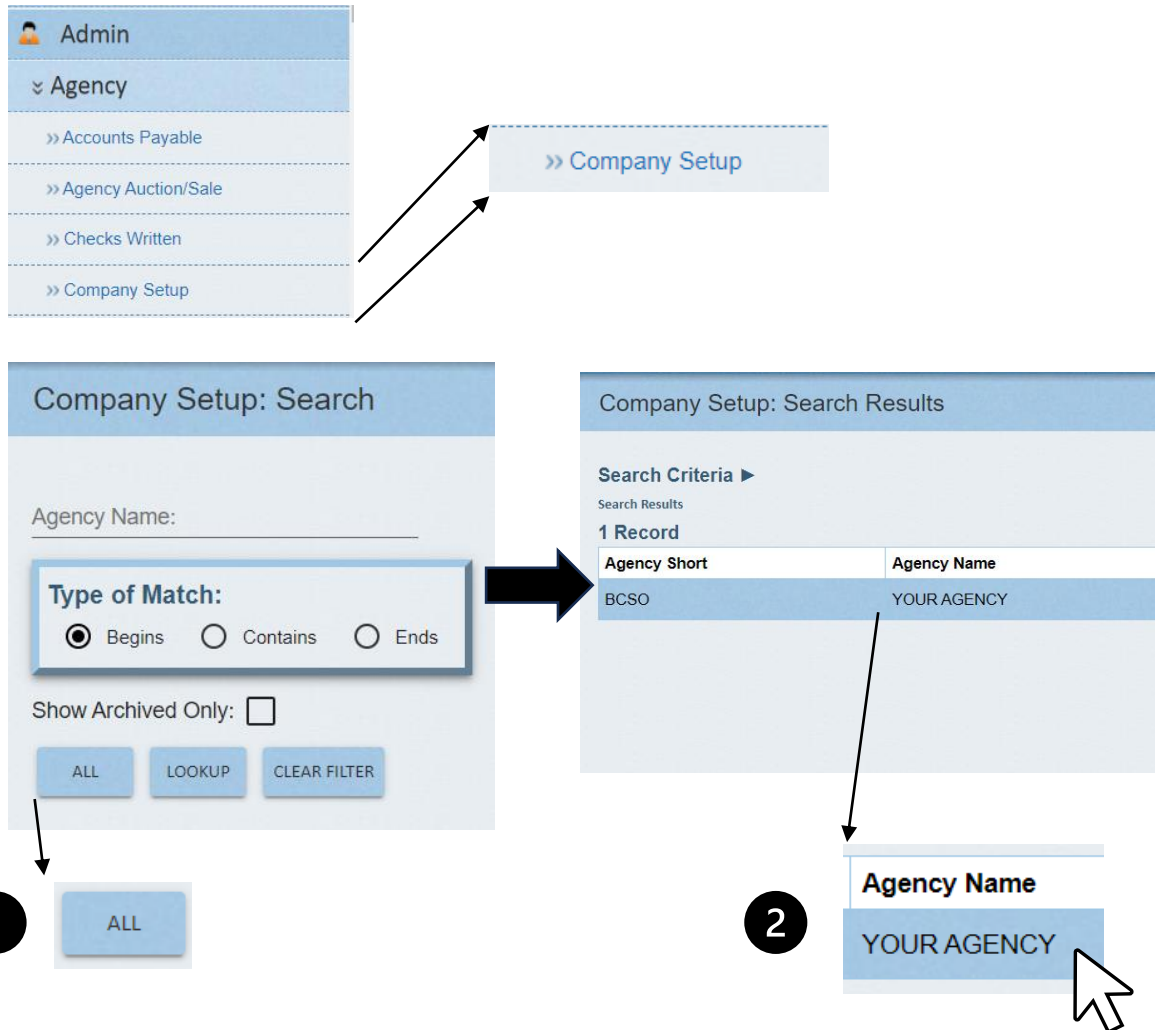 Admin
Agency
Accounts Payable
Agency Auction/Sale
Checks Written
Company Setup
Company Setup
Company Setup: Search
Agency Name:
Type of Match:
Begins Contains Ends
Show Archived Only:
ALL LOOKUP CLEAR FILTER
ALL
Company Setup: Search Results
Search Criteria ►
Search Results
1 Record
Agency Short Agency Name
BCSO YOUR AGENCY
2
Agency Name
YOUR AGENCY